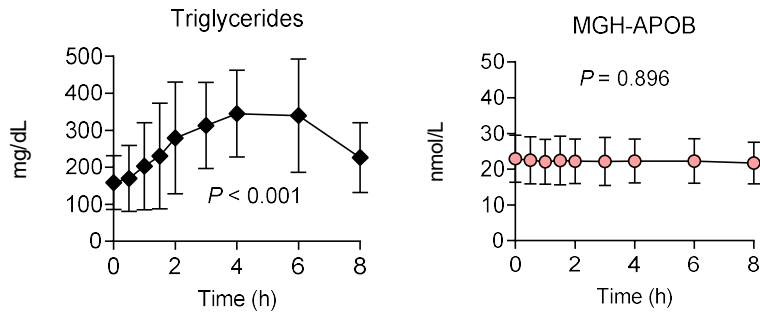 Triglycerides
500
400
300
200
100
0
mg/dL
P < 0.001
0 2 4 6 8
Time (h)
MGH-APOB
50
40
30
20
10
0
nmol/L
P = 0.896
0 2 4 6 8
Time (h)